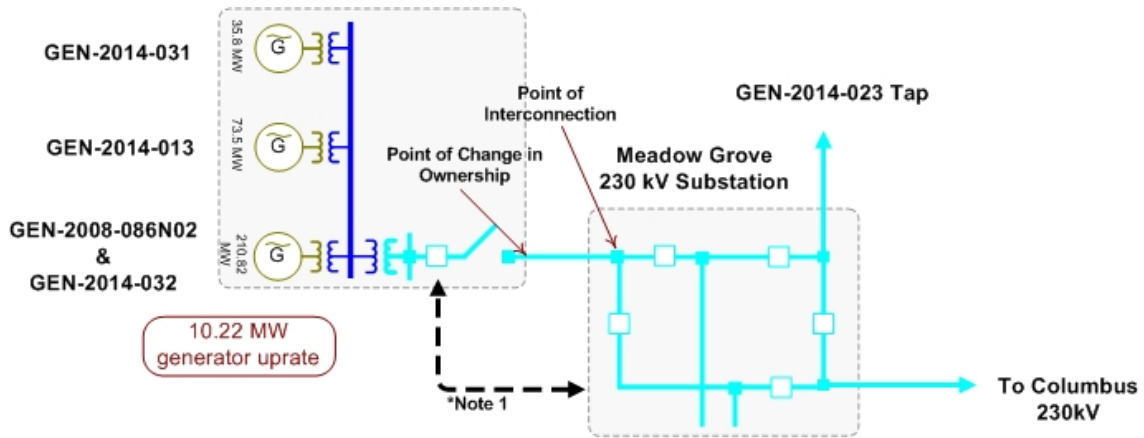 35.8 MW
G
GEN-2014-031
73.5 MW
G
GEN-2014-013
GEN-2008-086N02
&
GEN-2014-032
210.82
MW
G
10.22 MW
generator uprate
Point of Change in
Ownership
Point of
Interconnection
*Note 1
Meadow Grove
230 kV Substation
GEN-2014-023 Tap
To Columbus
230kV